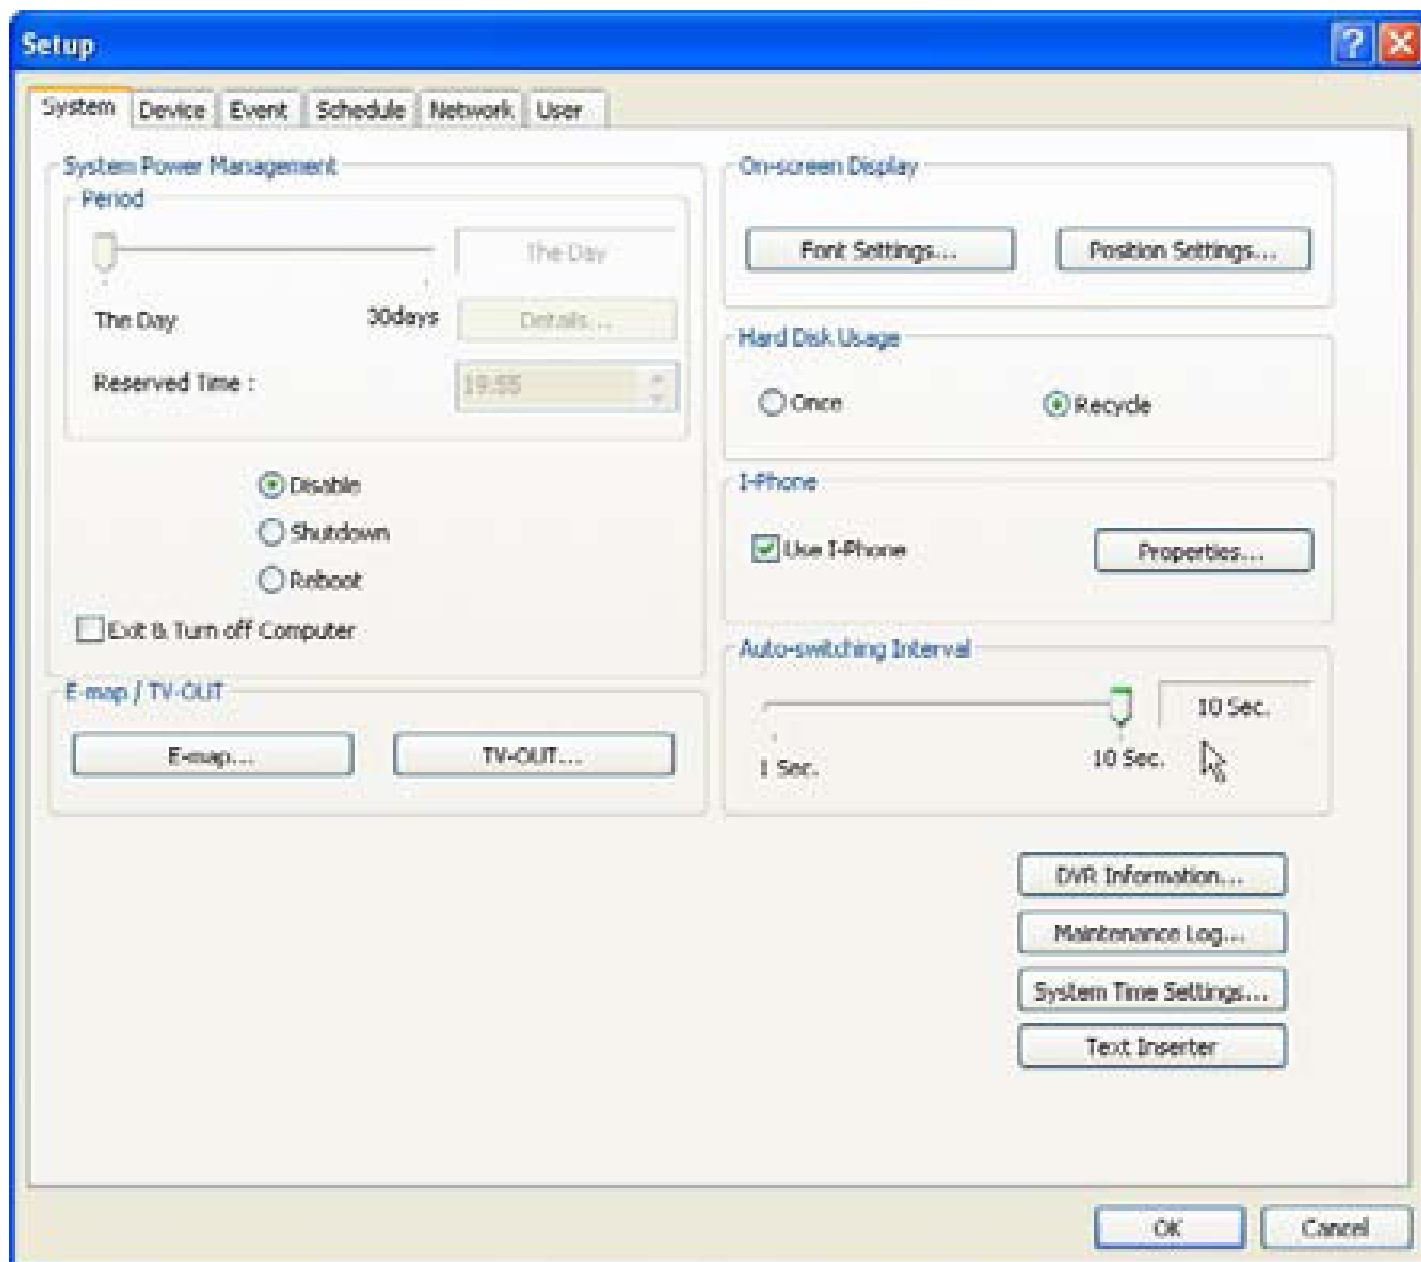 Setup
System Device Event Schedule Network User
System Power Management
Period
The Day
The Day 30days Details...
Reserved Time : 19:55
Disable
Shutdown
Reboot
Exit & Turn off Computer
E-map / TV-OUT
E-map... TV-OUT...
On-screen Display
Font Settings... Position Settings...
Hard Disk Usage
Once Recycle
I-Phone
Use I-Phone Properties...
Auto-switching Interval
10 Sec.
1 Sec. 10 Sec.
DVR Information...
Maintenance Log...
System Time Settings...
Text Inserter
OK Cancel